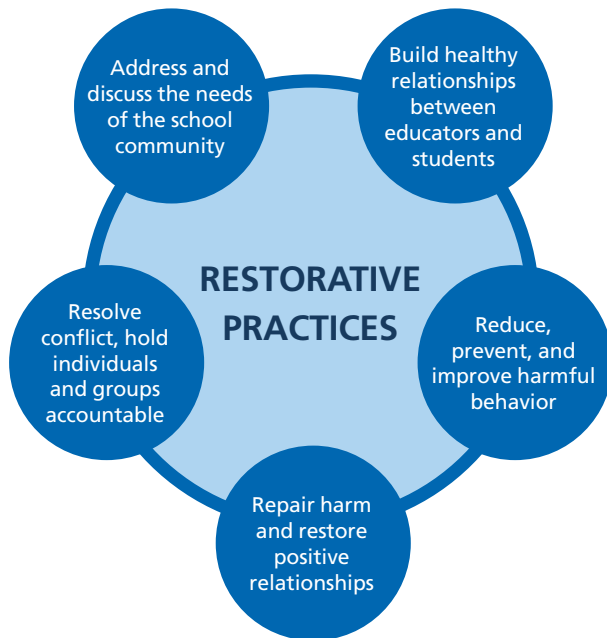 Address and
discuss the needs
of the school
community
Build healthy
relationships
between
educators and
students
RESTORATIVE
PRACTICES
Resolve
conflict, hold
individuals
and groups
accountable
Reduce,
prevent, and
improve harmful
behavior
Repair harm
and restore
positive
relationships